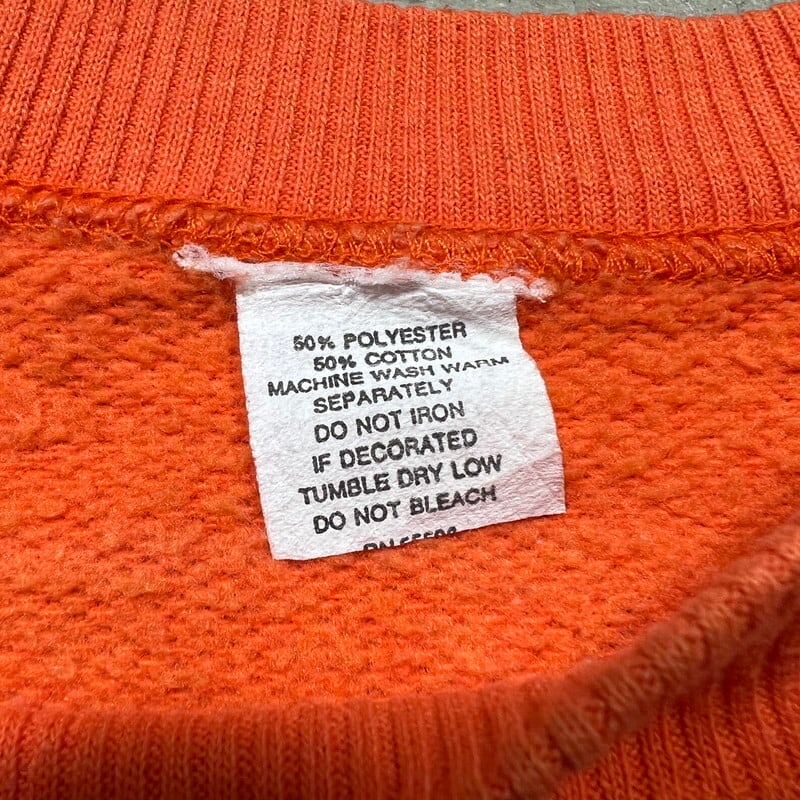 50% POLYESTER
50% COTTON
MACHINE WASH WARM
SEPARATELY
DO NOT IRON
IF DECORATED
TUMBLE DRY LOW
DO NOT BLEACH